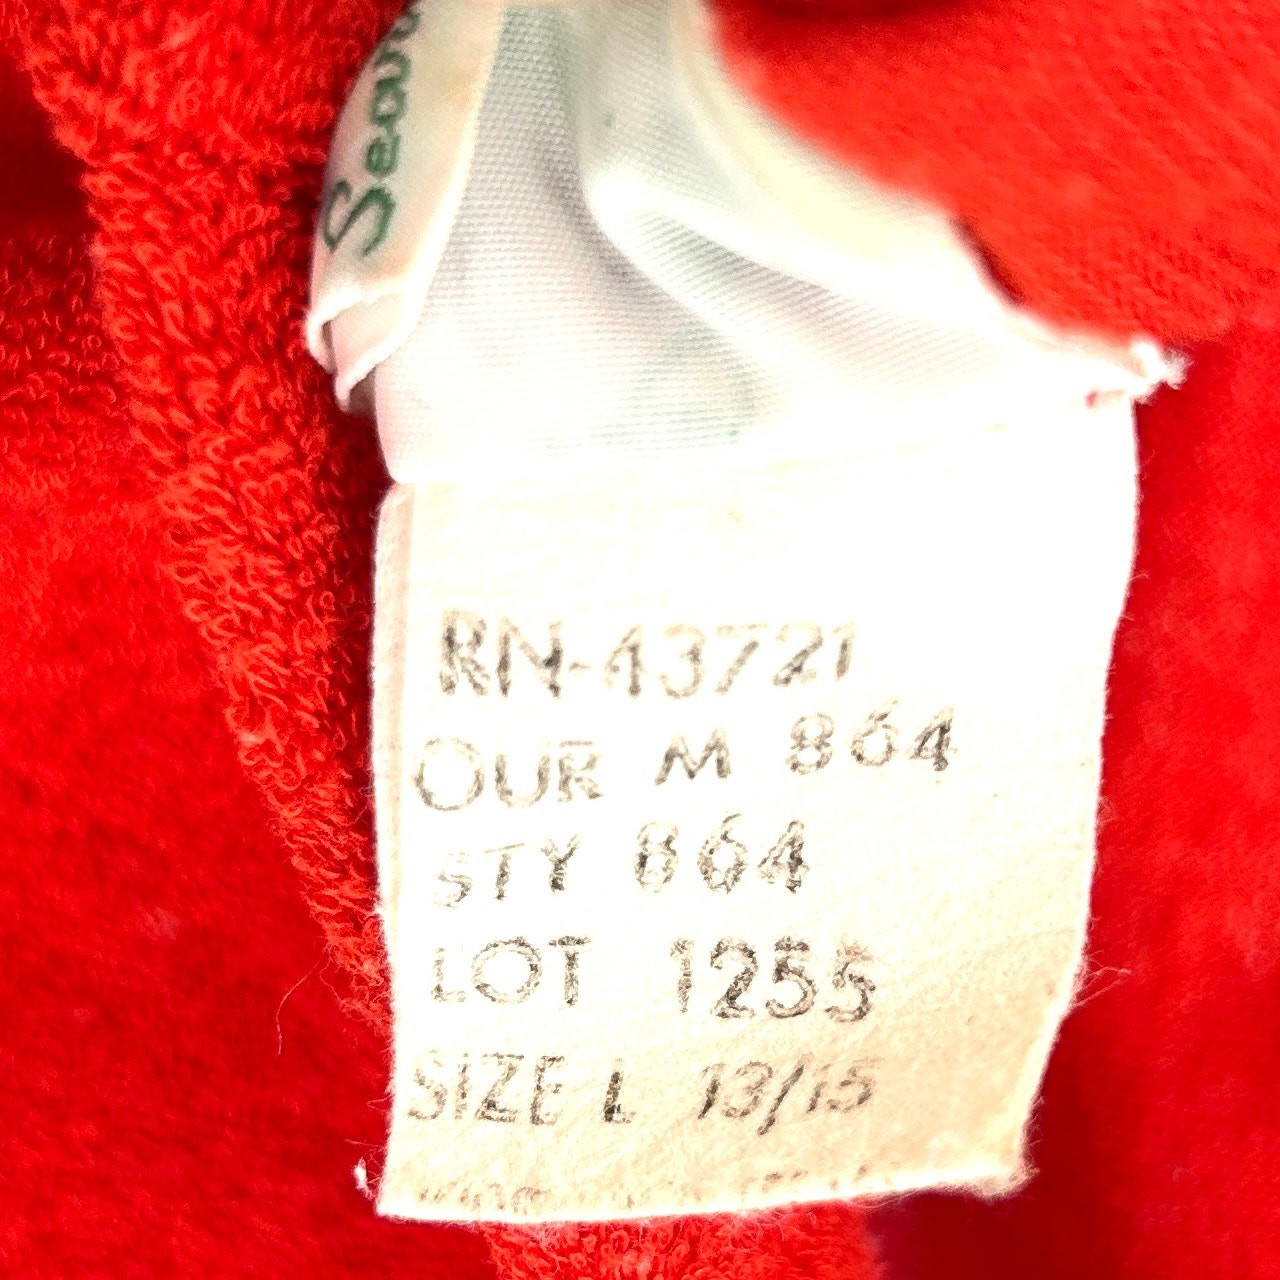 RN-43721
OUR M 864
STY 864
LOT 1255
SIZE L 13/15